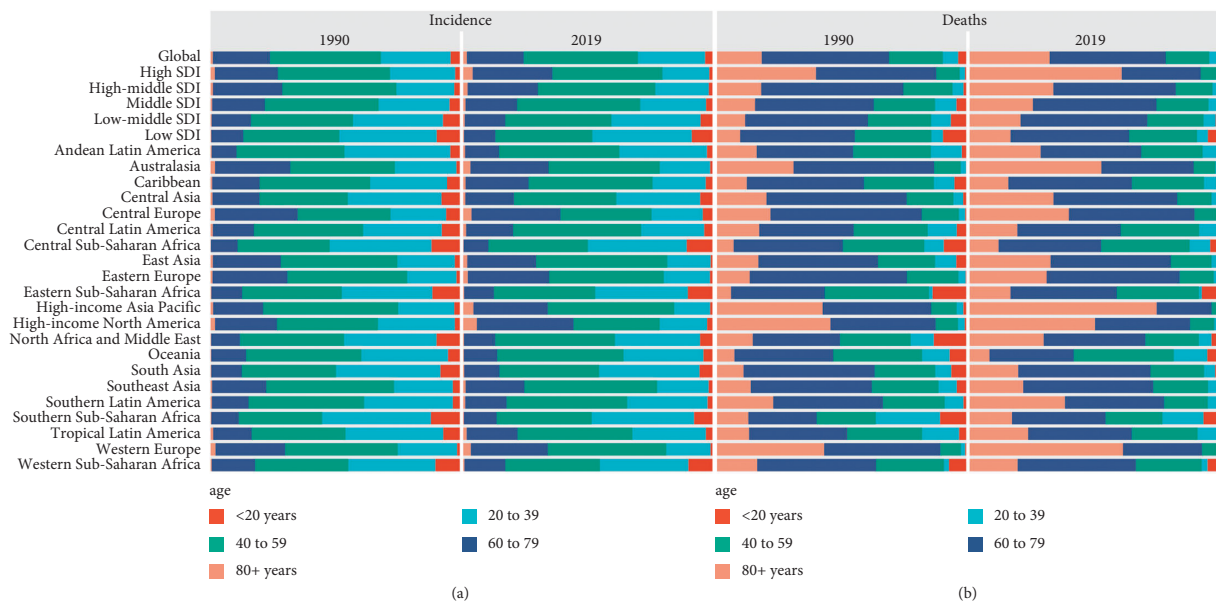 Incidence
Deaths
1990
2019
1990
2019
Global
High SDI
High-middle SDI
Middle SDI
Low-middle SDI
Low SDI
Andean Latin America
Australasia
Caribbean
Central Asia
Central Europe
Central Latin America
Central Sub-Saharan Africa
East Asia
Eastern Europe
Eastern Sub-Saharan Africa
High-income Asia Pacific
High-income North America
North Africa and Middle East
Oceania
South Asia
Southeast Asia
Southern Latin America
Southern Sub-Saharan Africa
Tropical Latin America
Western Europe
Western Sub-Saharan Africa
age
<20 years
20 to 39
40 to 59
60 to 79
80+ years
(a)
age
<20 years
20 to 39
40 to 59
60 to 79
80+ years
(b)